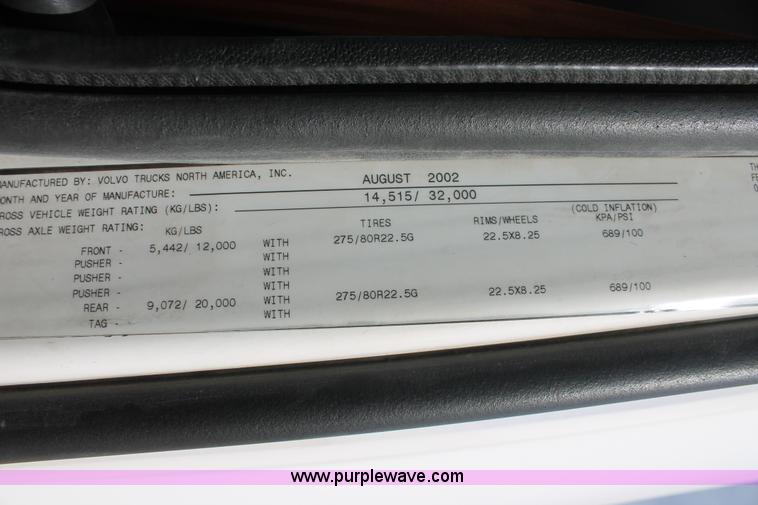 MANUFACTURED BY: VOLVO TRUCKS NORTH AMERICA, INC.
MONTH AND YEAR OF MANUFACTURE: AUGUST 2002
GROSS VEHICLE WEIGHT RATING (KG/LBS): 14,515/ 32,000
GROSS AXLE WEIGHT RATING: KG/LBS TIRES RIMS/WHEELS (COLD INFLATION) KPA/PSI
FRONT - 5,442/ 12,000 WITH 275/80R22.5G 22.5X8.25 689/100
PUSHER - WITH
PUSHER - WITH
PUSHER - WITH
REAR - 9,072/ 20,000 WITH 275/80R22.5G 22.5X8.25 689/100
TAG - WITH
www.purplewave.com